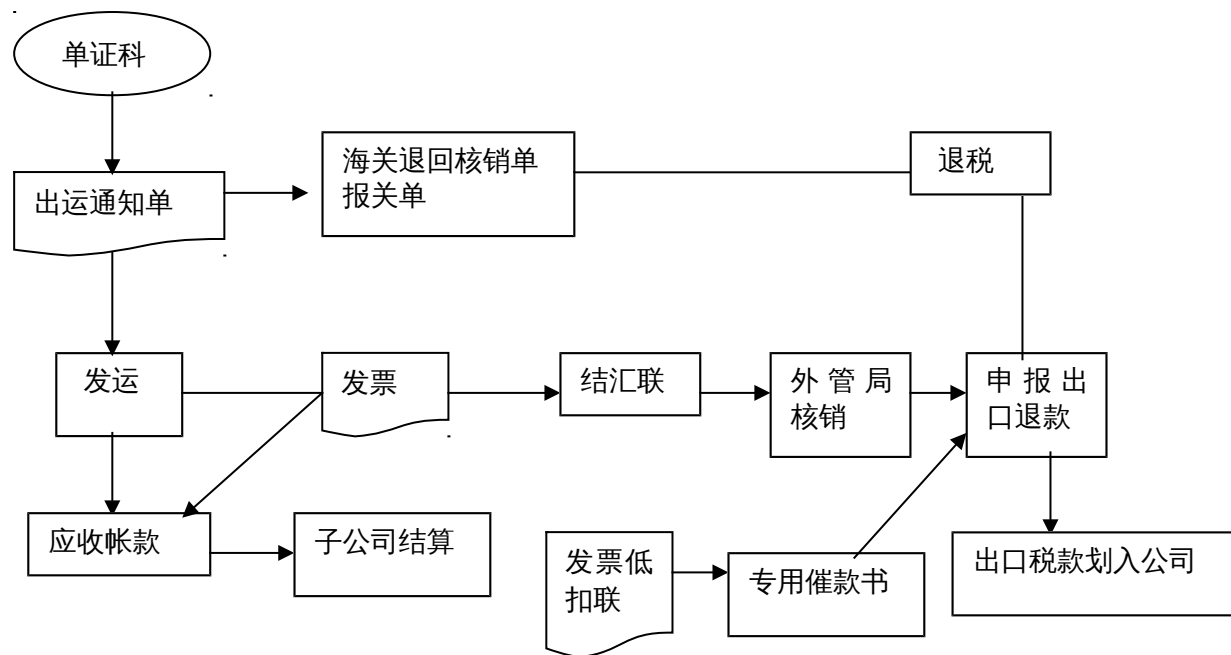 单证科
海关退回核销单
报关单
退税
出运通知单
发运
发票
结汇联
外管局
核销
申报出
口退款
应收帐款
子公司结算
发票低
扣联
专用催款书
出口税款划入公司